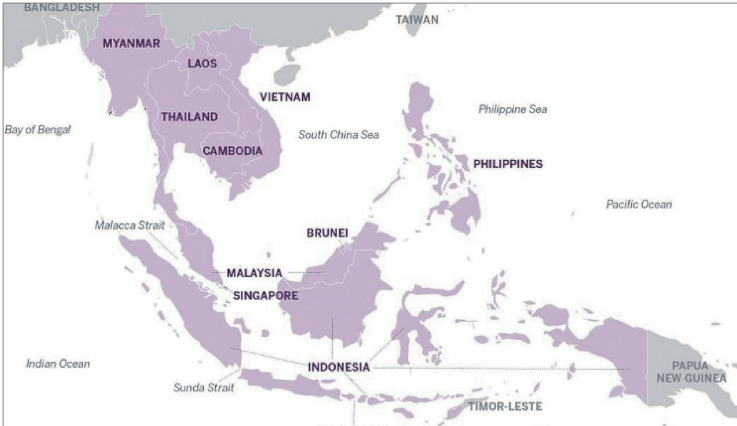 BANGLADESH
TAIWAN
MYANMAR
LAOS
VIETNAM
Philippine Sea
THAILAND
Bay of Bengal
South China Sea
CAMBODIA
PHILIPPINES
Pacific Ocean
Malacca Strait
BRUNEI
MALAYSIA
SINGAPORE
Indian Ocean
INDONESIA
PAPUA
NEW GUINEA
Sunda Strait
TIMOR-LESTE